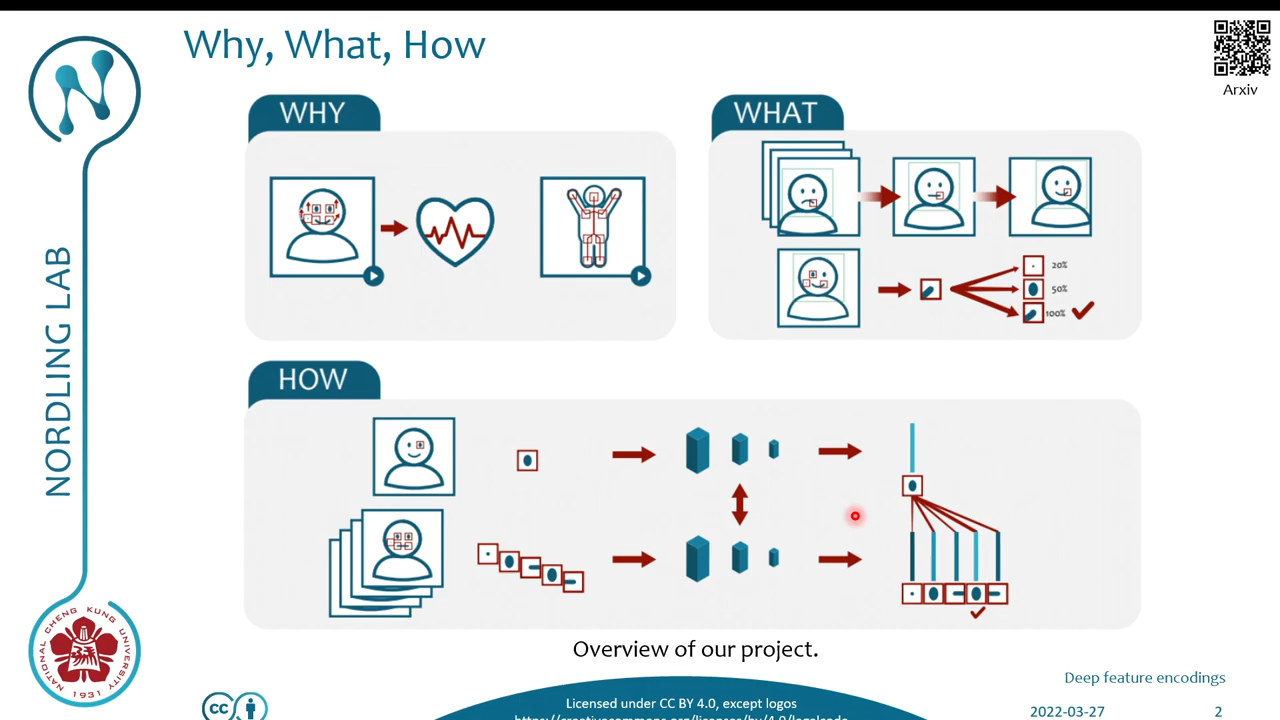 Why, What, How
Arxiv
WHY
WHAT
20%
50%
100%
HOW
Overview of our project.
NORDLING LAB
NATIONAL CHENG KUNG UNIVERSITY
1931
Deep feature encodings
cc
Licensed under CC BY 4.0, except logos
2022-03-27
2